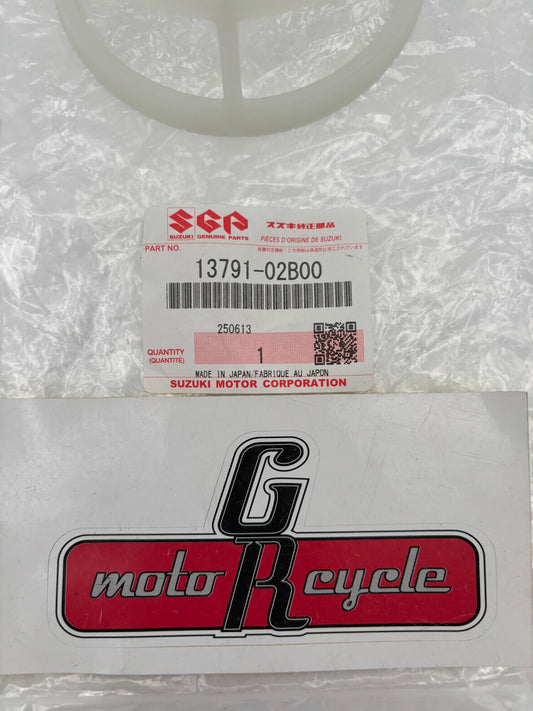 SGP
SUZUKI GENUINE PARTS
スズキ純正部品
PIÈCES D'ORIGINE DE SUZUKI
PART NO.
13791-02B00
250613
QUANTITY
(QUANTITÉ)
1
MADE IN JAPAN/FABRIQUE AU JAPON
SUZUKI MOTOR CORPORATION
G
moto R cycle